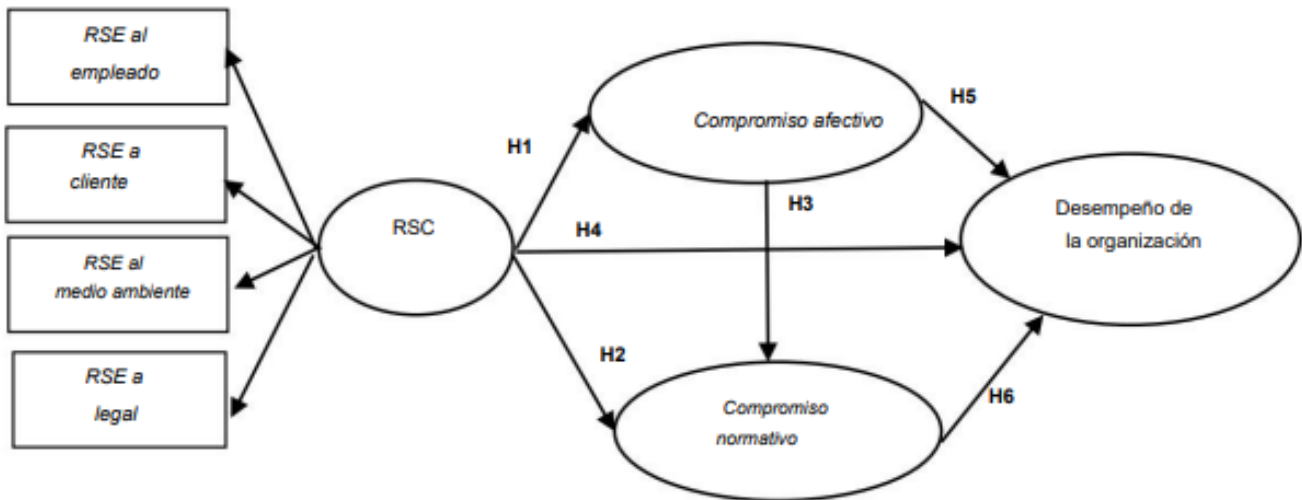 RSE al
empleado
RSE a
cliente
RSE al
medio ambiente
RSE a
legal
RSC
H1
H4
H2
Compromiso afectivo
H3
Compromiso
normativo
H5
H6
Desempeño de
la organización